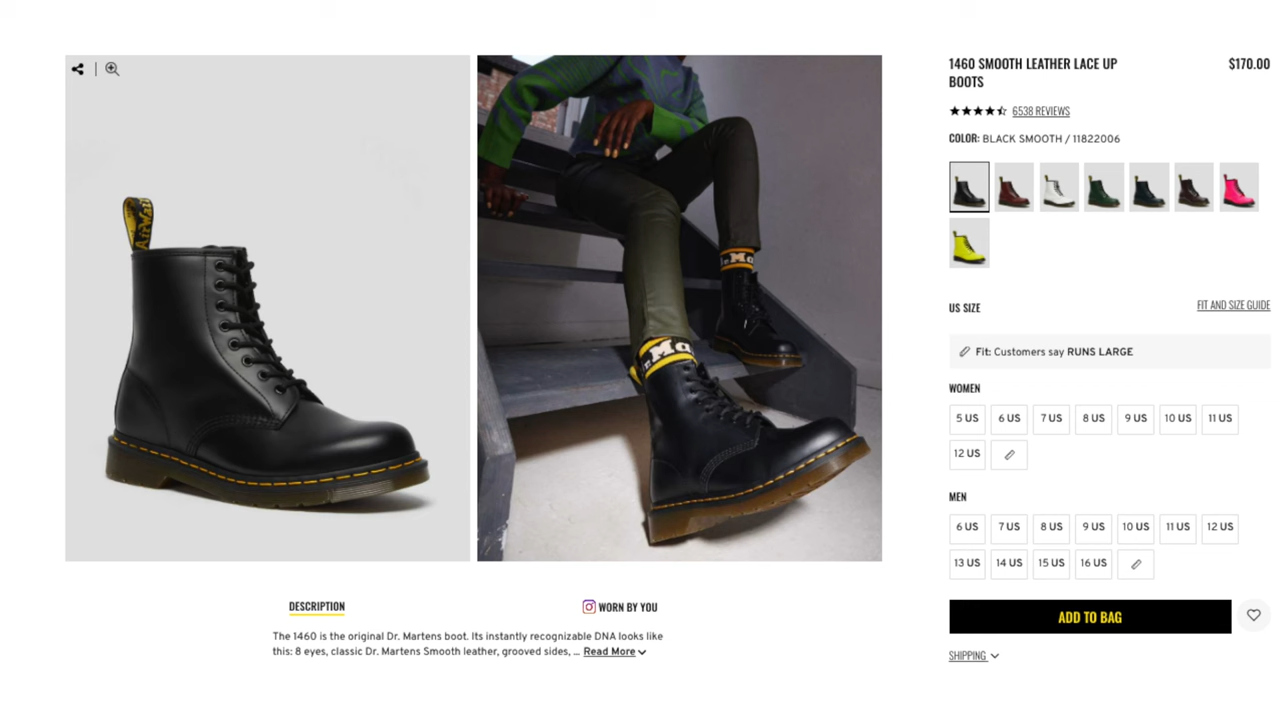 1460 SMOOTH LEATHER LACE UP
BOOTS
$170.00
6538 REVIEWS
COLOR: BLACK SMOOTH / 11822006
US SIZE
FIT AND SIZE GUIDE
Fit: Customers say RUNS LARGE
WOMEN
5 US 6 US 7 US 8 US 9 US 10 US 11 US
12 US
MEN
6 US 7 US 8 US 9 US 10 US 11 US 12 US
13 US 14 US 15 US 16 US
ADD TO BAG
SHIPPING
DESCRIPTION
WORN BY YOU
The 1460 is the original Dr. Martens boot. Its instantly recognizable DNA looks like
this: 8 eyes, classic Dr. Martens Smooth leather, grooved sides, ... Read More